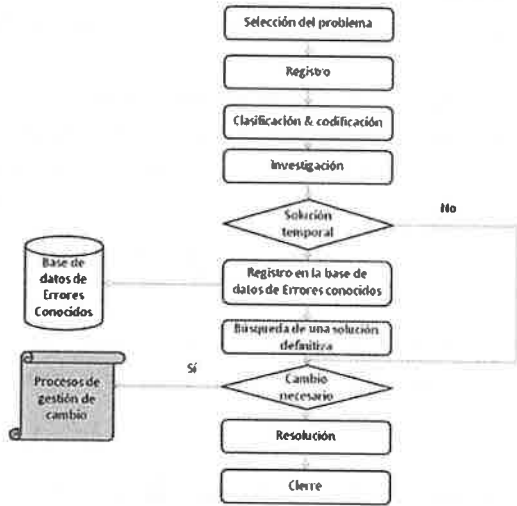 Selección del problema
Registro
Clasificación & codificación
Investigación
Solución
temporal
No
Base de
datos de
Errores
Conocidos
Registro en la base de
datos de Errores conocidos
Búsqueda de una solución
definitiva
Sí
Procesos de
gestión de
cambio
Cambio
necesario
Resolución
Cierre